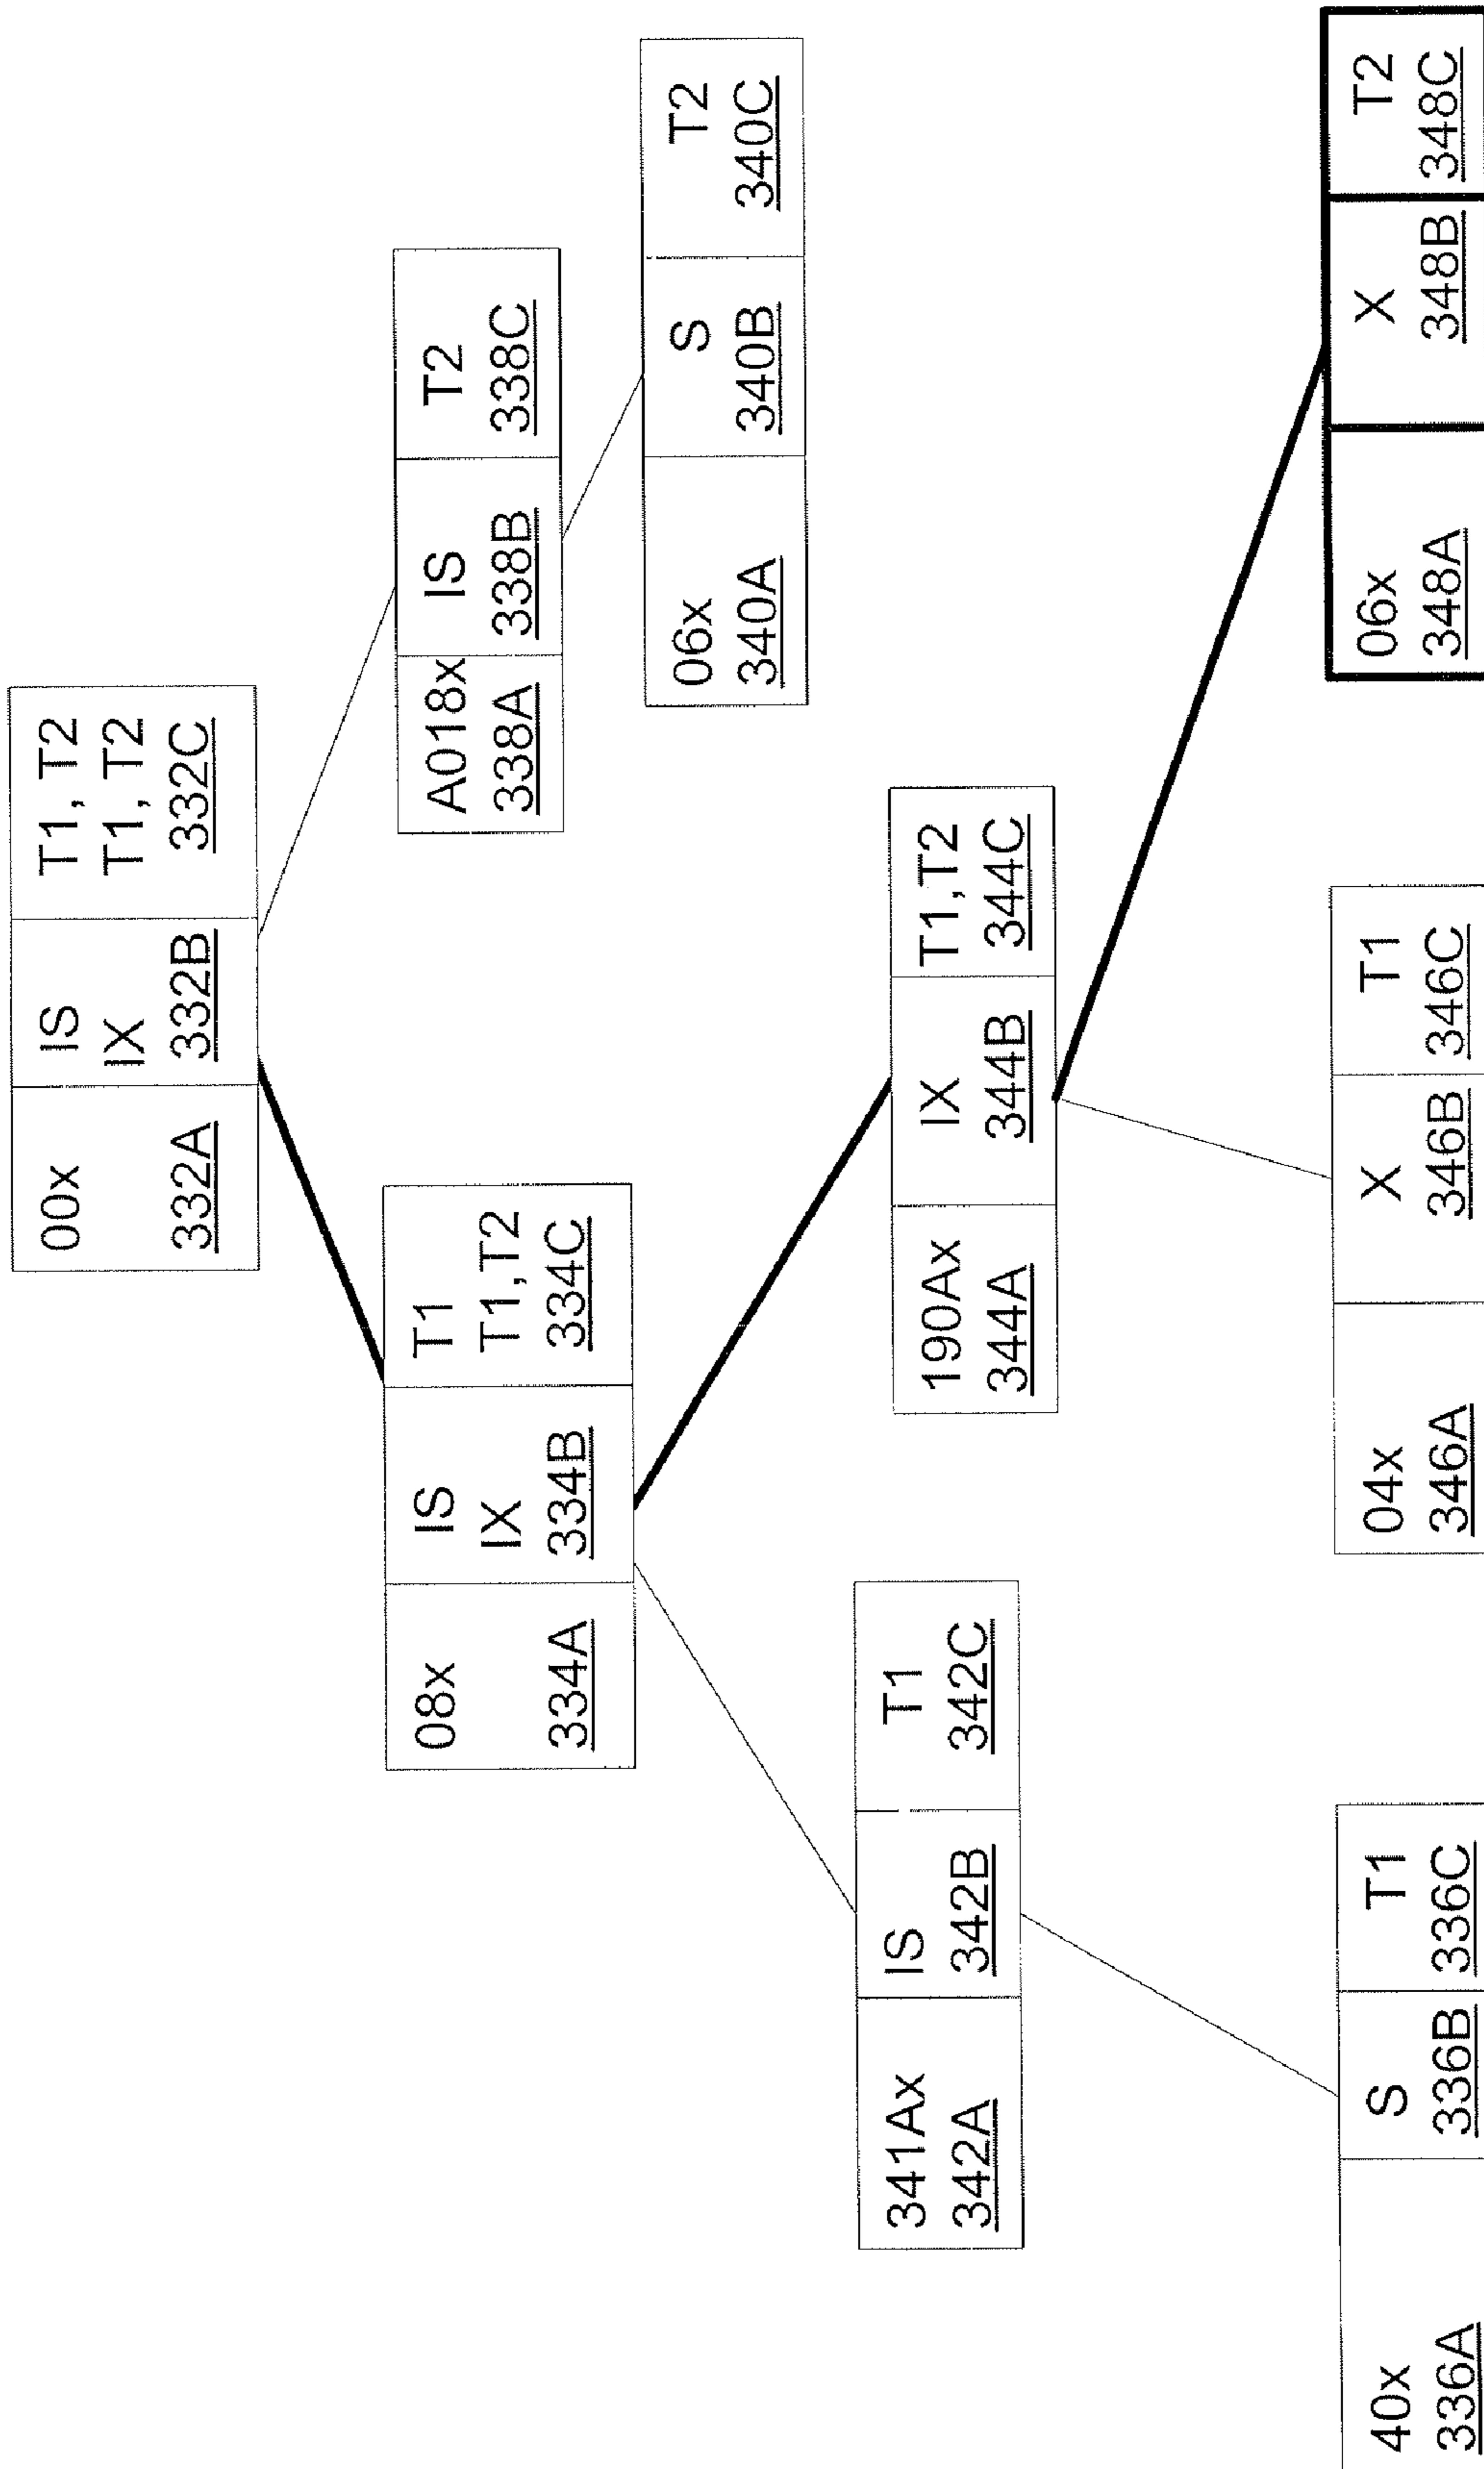 00x
332A
IS
IX
332B
T1, T2
T1, T2
332C
08x
334A
IS
IX
334B
T1
T1,T2
334C
A018x
338A
IS
338B
T2
338C
06x
340A
S
340B
T2
340C
341Ax
342A
IS
342B
T1
342C
190Ax
344A
IX
344B
T1,T2
344C
40x
336A
S
336B
T1
336C
04x
346A
X
346B
T1
346C
06x
348A
X
348B
T2
348C